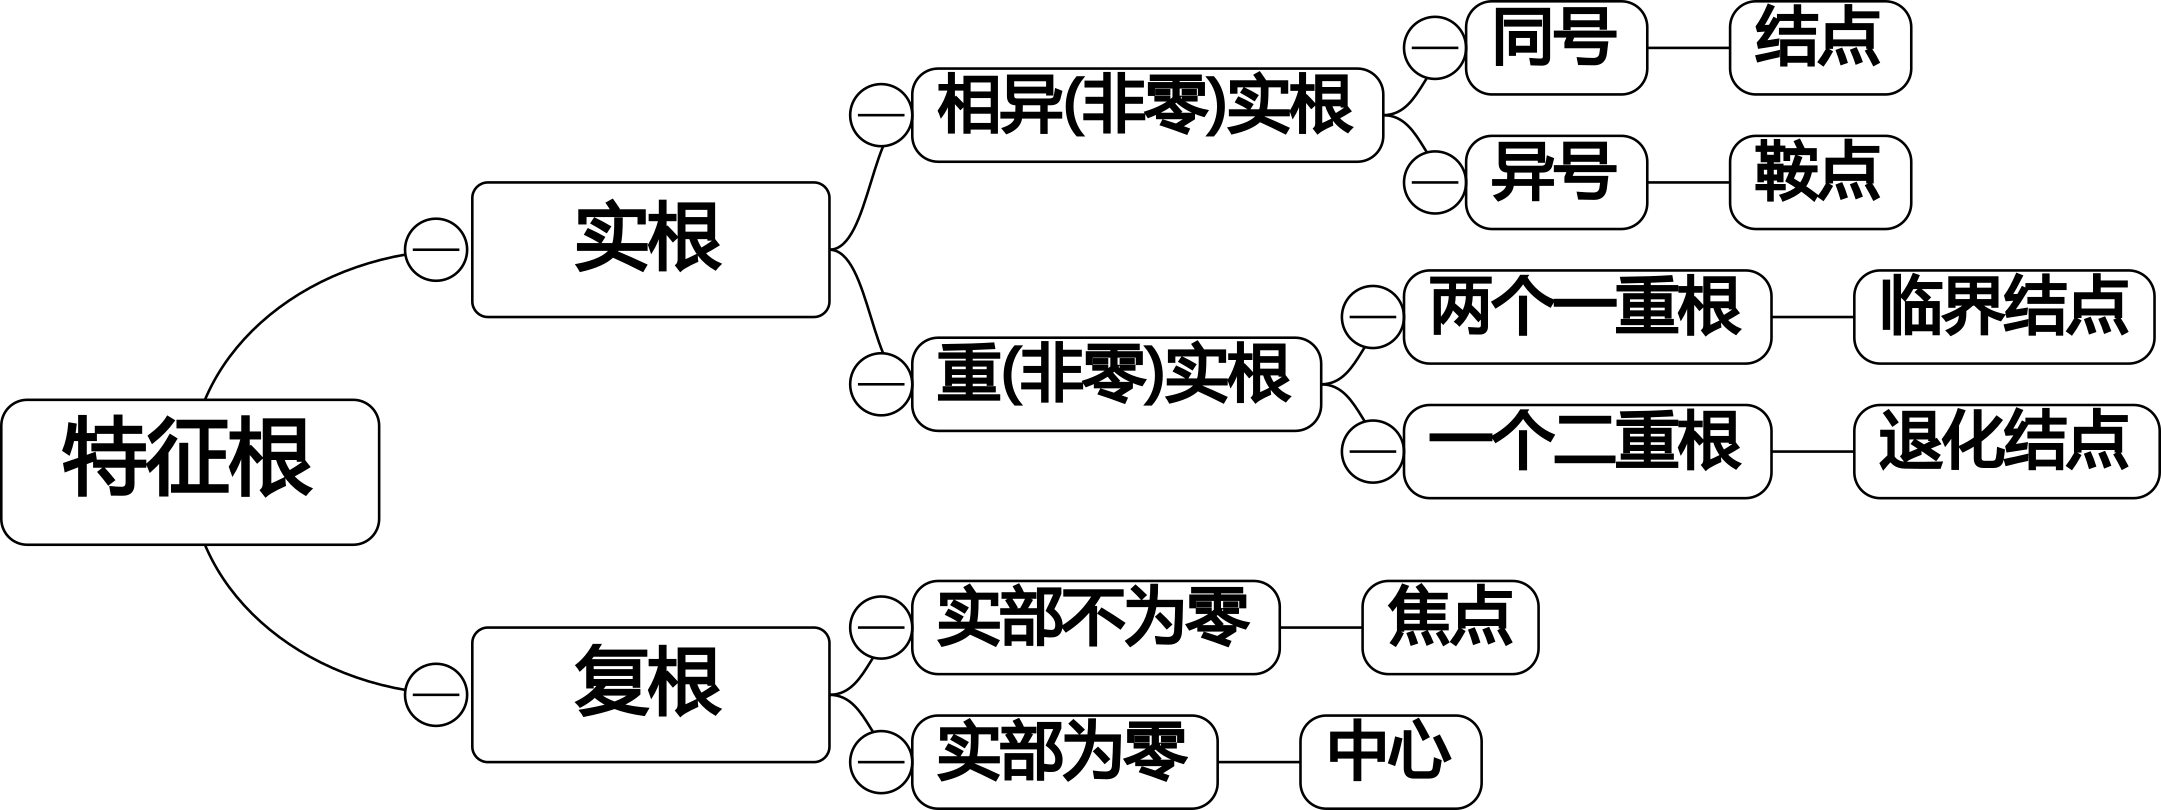 特征根
实根
相异(非零)实根
同号
结点
异号
鞍点
重(非零)实根
两个一重根
临界结点
一个二重根
退化结点
复根
实部不为零
焦点
实部为零
中心